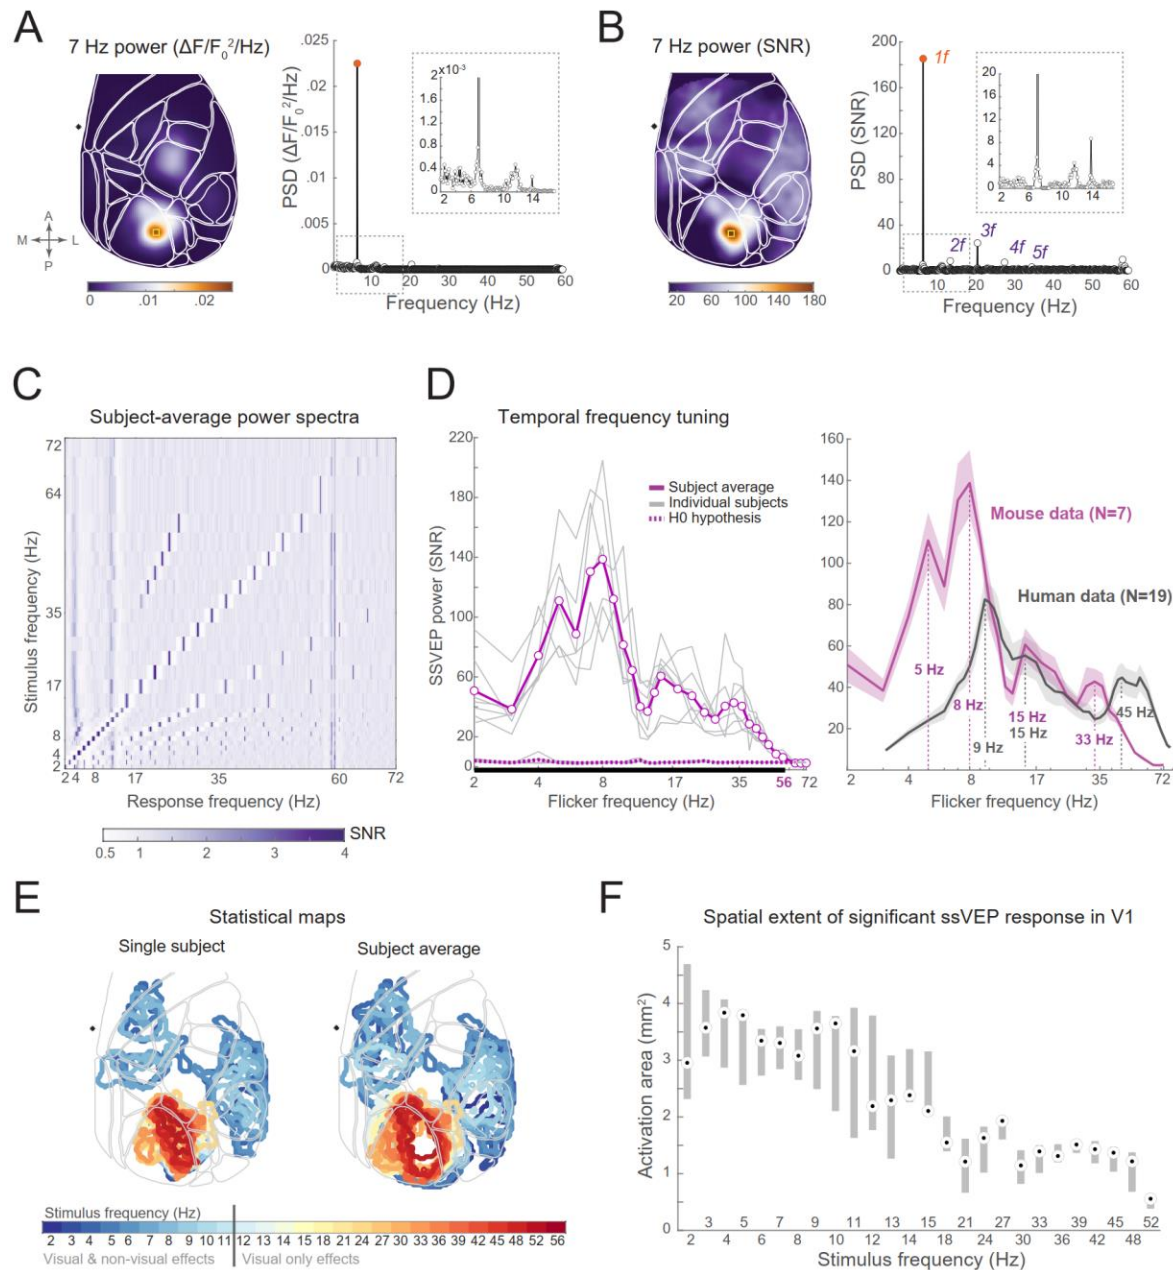 A
7 Hz power (ΔF/F₀²/Hz)
A
M
L
P
0
.01
.02
PSD (ΔF/F₀²/Hz)
.025
.02
.015
.01
.005
0
10
20
30
40
50
60
Frequency (Hz)
2 x10⁻³
1.6
1.2
0.8
0.4
0
2
6
10
14
B
7 Hz power (SNR)
20
60
100
140
180
PSD (SNR)
200
160
120
80
40
0
10
20
30
40
50
60
Frequency (Hz)
1f
2f
3f
4f
5f
20
16
12
8
4
0
2
6
10
14
C
Subject-average power spectra
Stimulus frequency (Hz)
72
64
35
17
8
4
2
2 4
8
17
35
60
72
Response frequency (Hz)
SNR
0.5
1
2
3
4
D
Temporal frequency tuning
SSVEP power (SNR)
220
180
140
100
60
20
0
2
4
8
17
35
56
72
Flicker frequency (Hz)
Subject average
Individual subjects
H0 hypothesis
160
140
120
100
80
60
40
20
2
4
8
17
35
72
Flicker frequency (Hz)
Mouse data (N=7)
Human data (N=19)
5 Hz
8 Hz
9 Hz
15 Hz
15 Hz
33 Hz
45 Hz
E
Statistical maps
Single subject
Subject average
Stimulus frequency (Hz)
2 3 4 5 6 7 8 9 10 11 12 13 14 15 18 21 24 27 30 33 36 39 42 45 48 52 56
Visual & non-visual effects
Visual only effects
F
Spatial extent of significant ssVEP response in V1
Activation area (mm²)
5
4
3
2
1
0
3 5 7 9 11 13 15 21 27 33 39 45 52
2 4 6 8 10 12 14 18 24 30 36 42 48
Stimulus frequency (Hz)